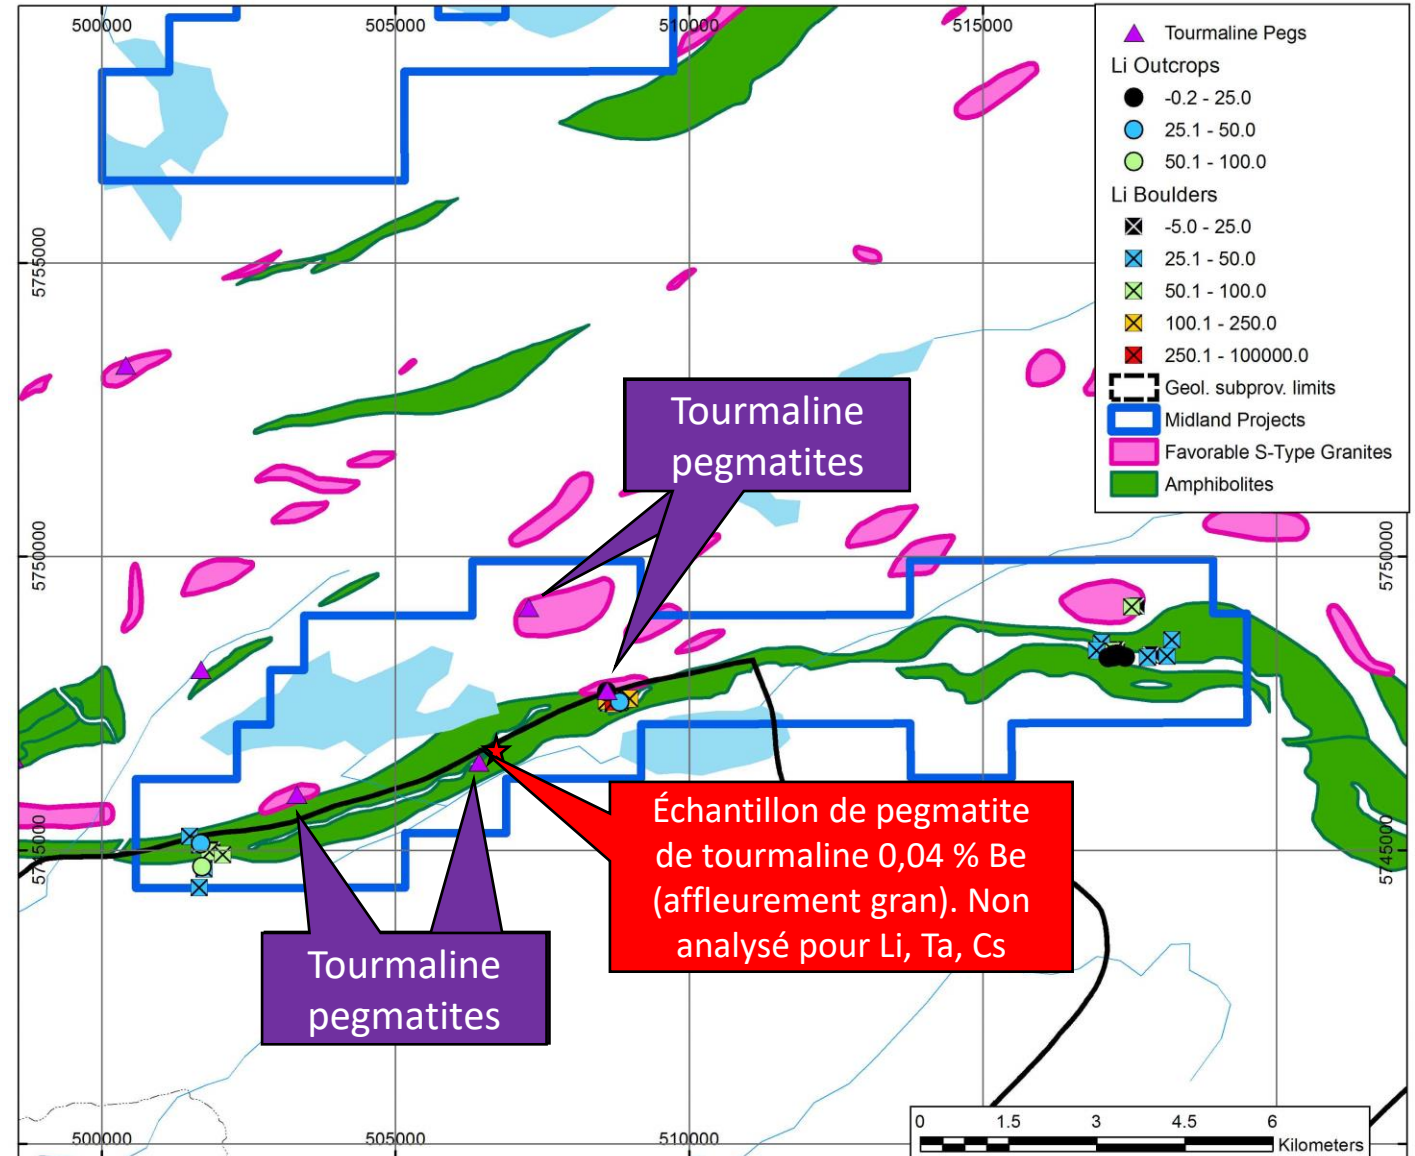 500000
505000
510000
515000
Tourmaline Pegs
Li Outcrops
-0.2 - 25.0
25.1 - 50.0
50.1 - 100.0
Li Boulders
-5.0 - 25.0
25.1 - 50.0
50.1 - 100.0
100.1 - 250.0
250.1 - 100000.0
Geol. subprov. limits
Midland Projects
Favorable S-Type Granites
Amphibolites
5755000
Tourmaline
pegmatites
5750000
5750000
Échantillon de pegmatite
de tourmaline 0,04 % Be
(affleurement gran). Non
analysé pour Li, Ta, Cs
5745000
5745000
Tourmaline
pegmatites
0 1.5 3 4.5 6
Kilometers
500000
505000
510000